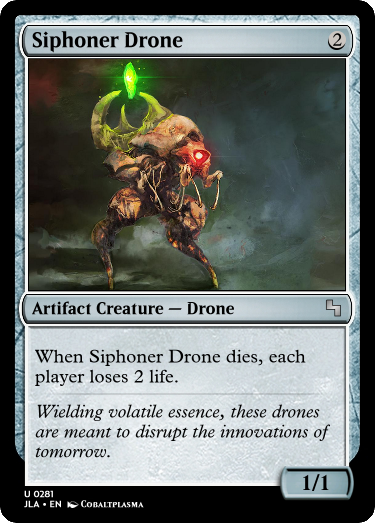 Siphoner Drone 2
Artifact Creature — Drone
When Siphoner Drone dies, each
player loses 2 life.
Wielding volatile essence, these drones
are meant to disrupt the innovations of
tomorrow.
1/1
U 0281
JLA • EN Cobaltplasma